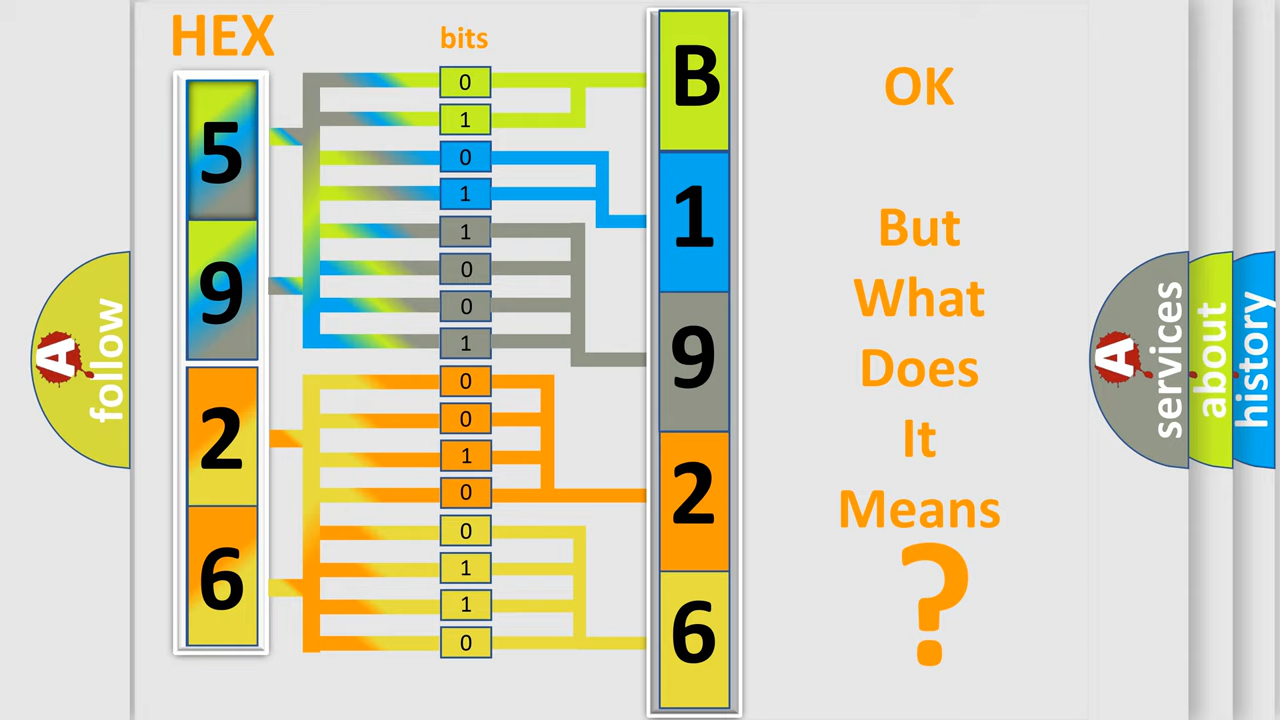 HEX
bits
5
9
2
6
0
1
0
1
1
0
0
1
0
0
1
0
0
1
1
0
B
1
9
2
6
OK
But
What
Does
It
Means
?
A
follow
A
services
about
history